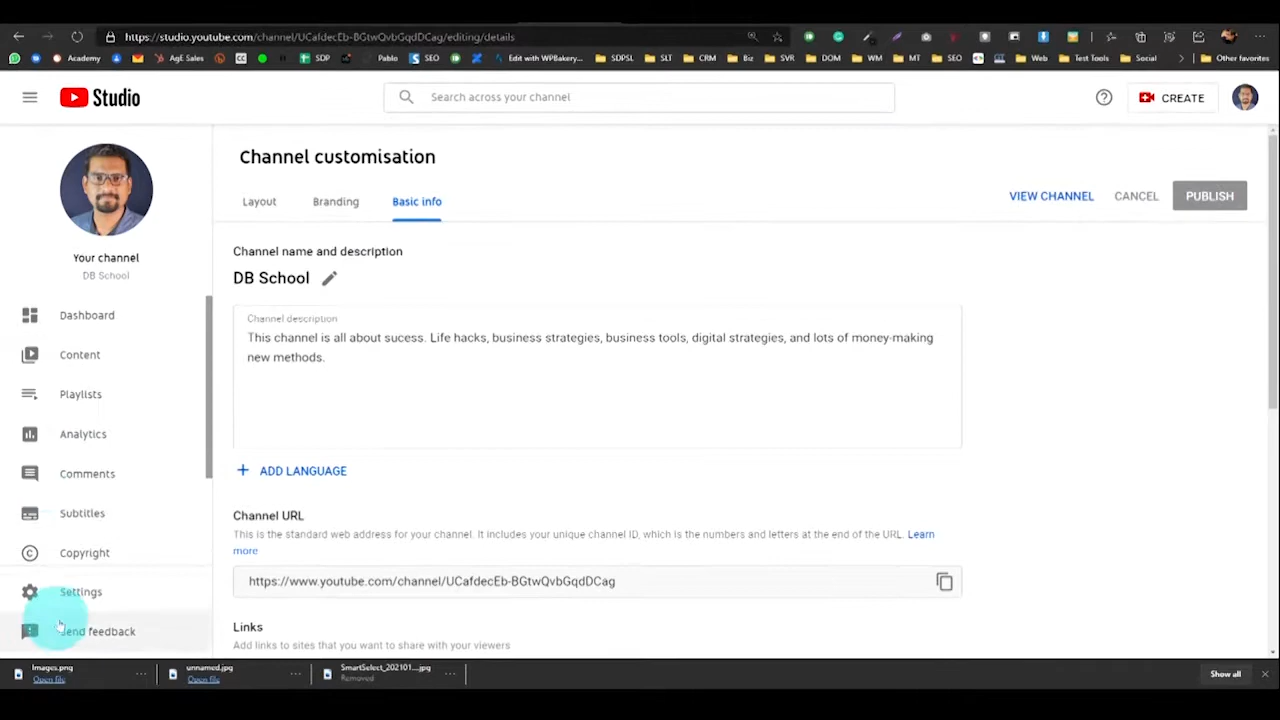 https://studio.youtube.com/channel/UCafdecEb-BGtwQvbGqdDCag/editing/details
Academy
AgE Sales
CC
SDP
Pablo
SEO
Edit with WPBakery...
SDPSL
SLT
CRM
Biz
SVR
DOM
WM
MT
SEO
Web
Test Tools
Social
Other favorites
Studio
Search across your channel
CREATE
Channel customisation
Layout
Branding
Basic info
VIEW CHANNEL
CANCEL
PUBLISH
Your channel
DB School
Dashboard
Content
Playlists
Analytics
Comments
Subtitles
Copyright
Settings
Send feedback
Channel name and description
DB School
Channel description
This channel is all about sucess. Life hacks, business strategies, business tools, digital strategies, and lots of money-making
new methods.
ADD LANGUAGE
Channel URL
This is the standard web address for your channel. It includes your unique channel ID, which is the numbers and letters at the end of the URL. Learn
more
https://www.youtube.com/channel/UCafdecEb-BGtwQvbGqdDCag
Links
Add links to sites that you want to share with your viewers
Images.png
Open file
unnamed.jpg
Open file
SmartSelect_202101....jpg
Removed
Show all